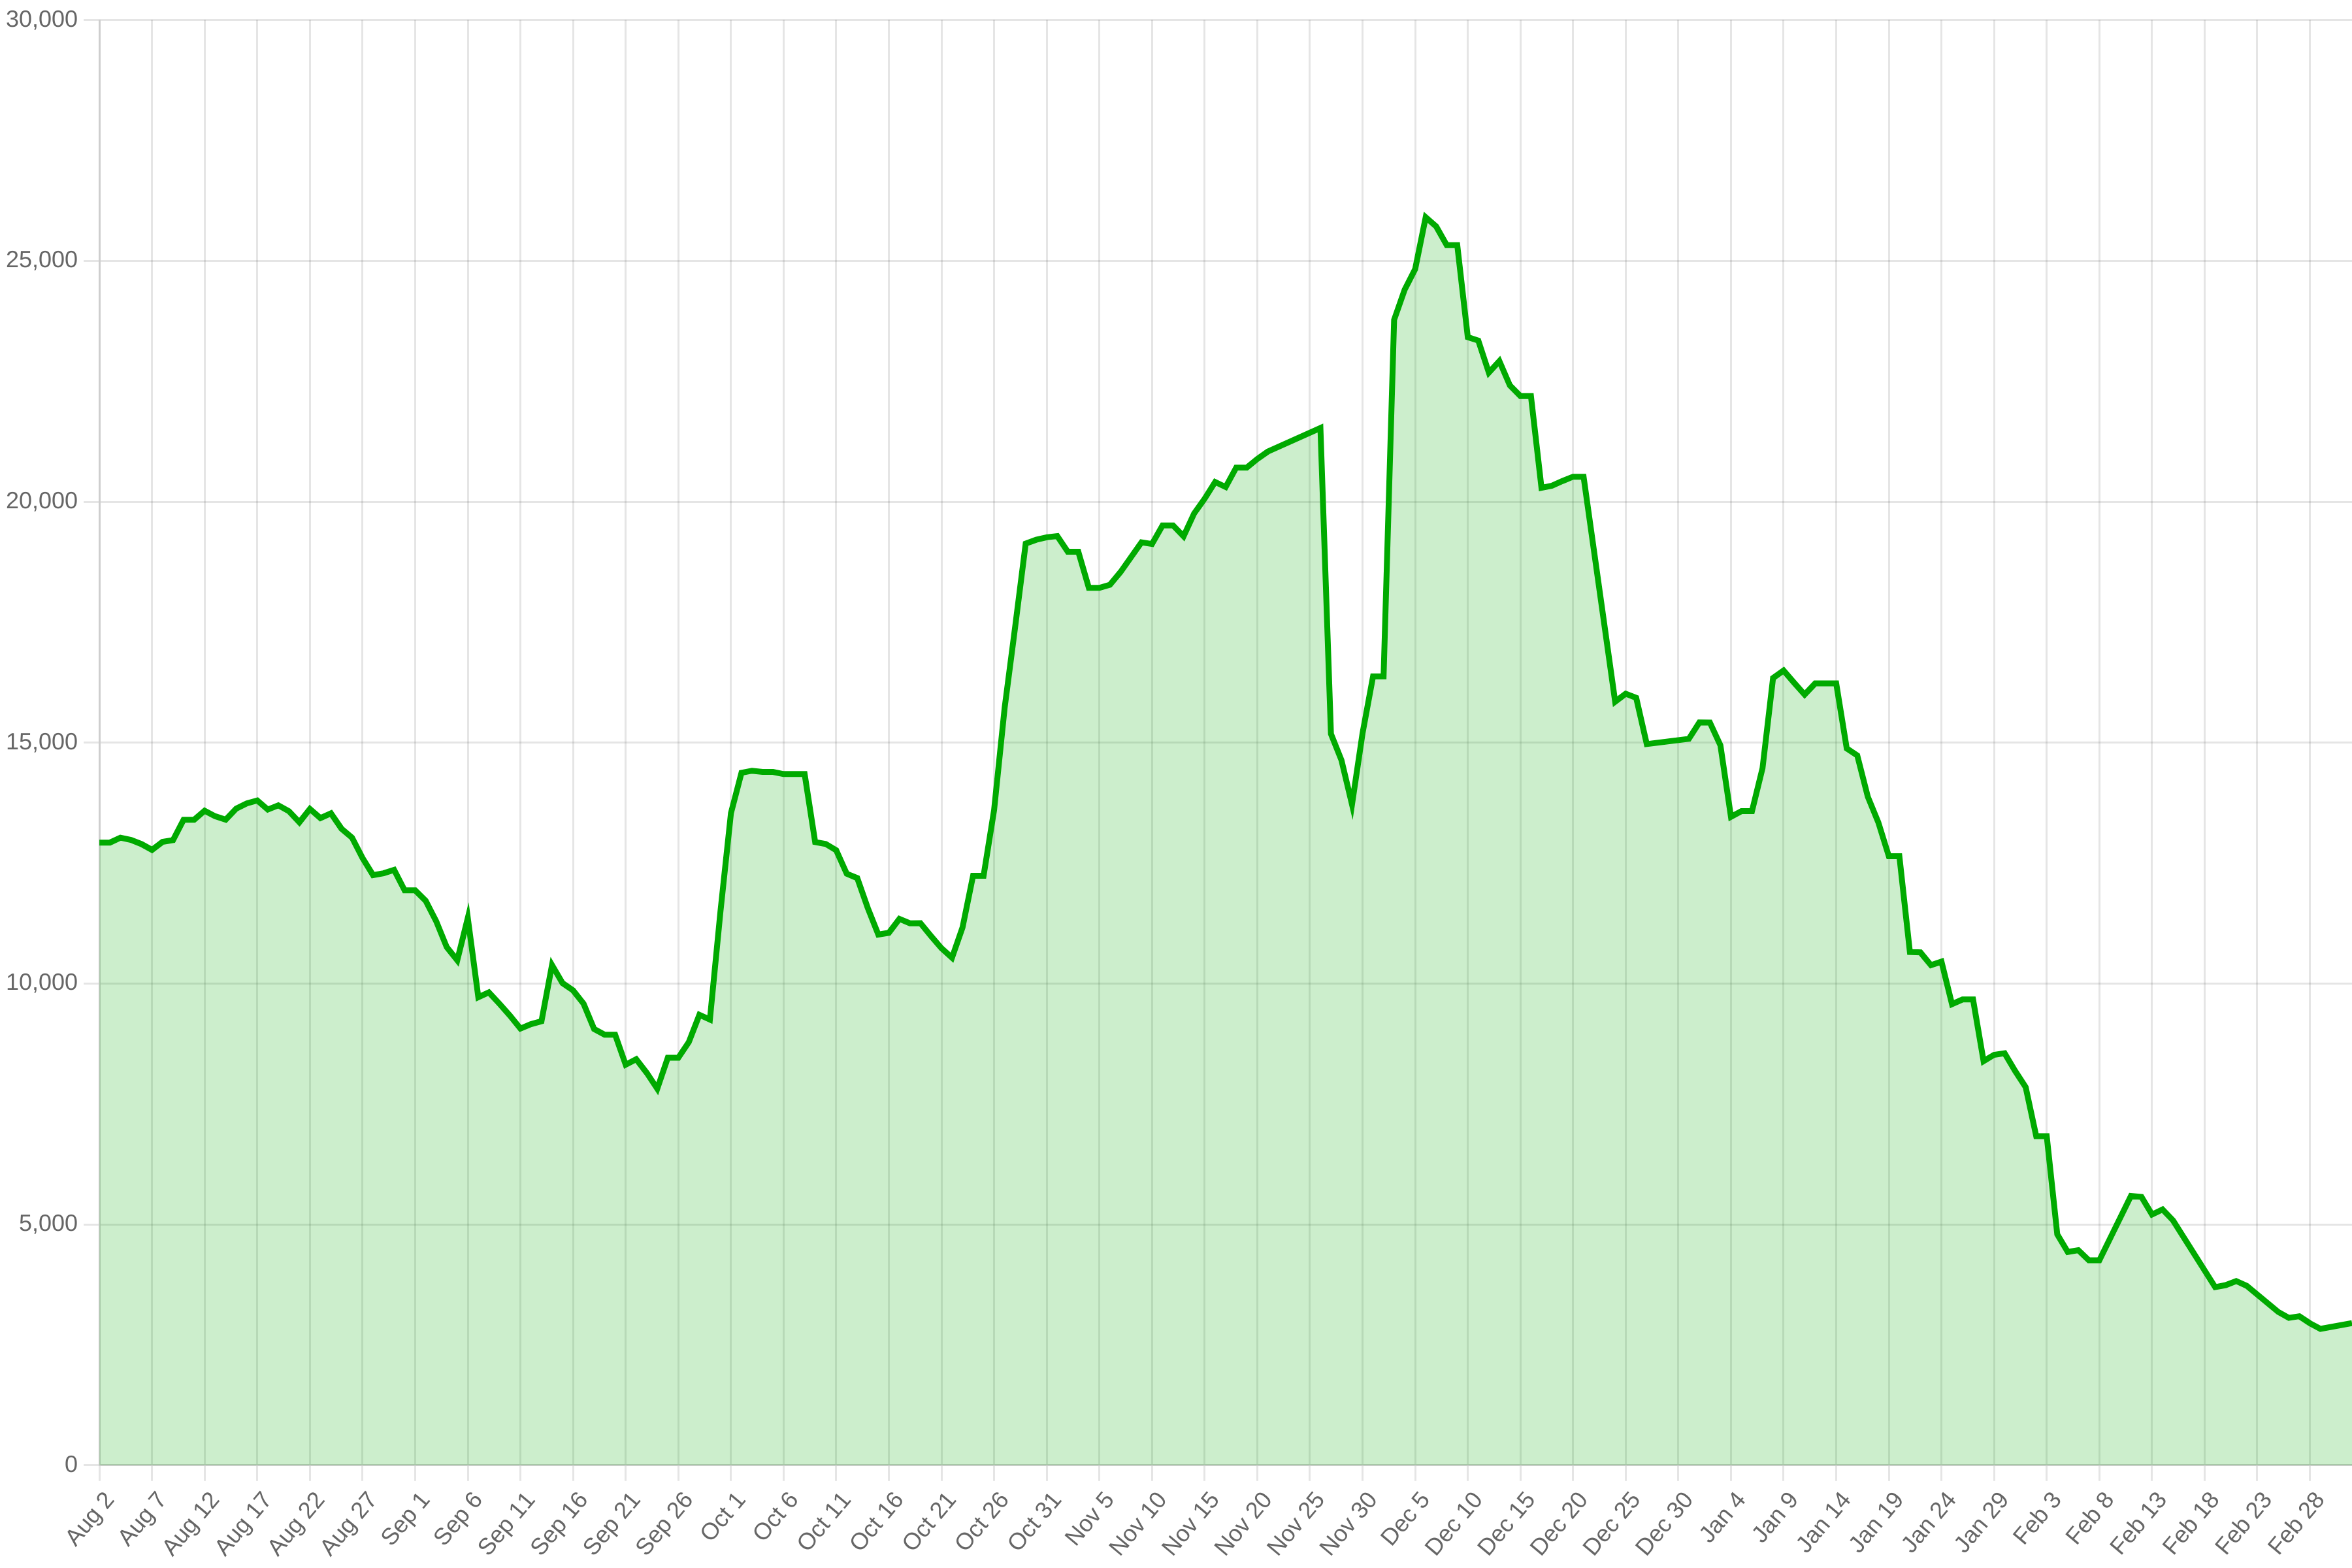 30,000
25,000
20,000
15,000
10,000
5,000
0
Aug 2
Aug 7
Aug 12
Aug 17
Aug 22
Aug 27
Sep 1
Sep 6
Sep 11
Sep 16
Sep 21
Sep 26
Oct 1
Oct 6
Oct 11
Oct 16
Oct 21
Oct 26
Oct 31
Nov 5
Nov 10
Nov 15
Nov 20
Nov 25
Nov 30
Dec 5
Dec 10
Dec 15
Dec 20
Dec 25
Dec 30
Jan 4
Jan 9
Jan 14
Jan 19
Jan 24
Jan 29
Feb 3
Feb 8
Feb 13
Feb 18
Feb 23
Feb 28